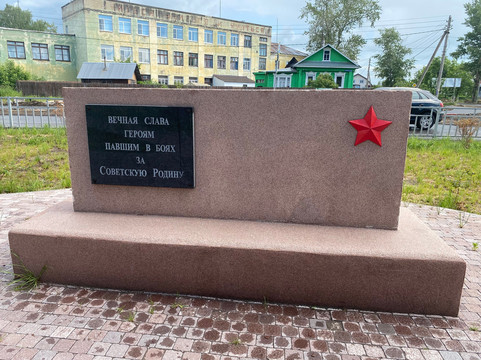 ВЕЧНАЯ СЛАВА
ГЕРОЯМ
ПАВШИМ В БОЯХ
ЗА
СОВЕТСКУЮ РОДИНУ